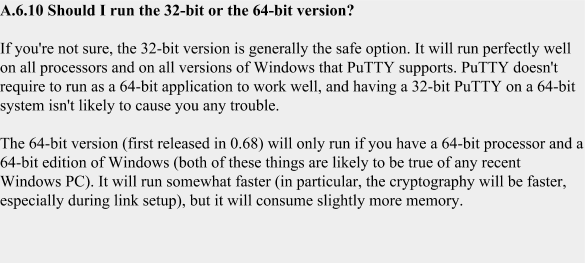 A.6.10 Should I run the 32-bit or the 64-bit version?
If you're not sure, the 32-bit version is generally the safe option. It will run perfectly well
on all processors and on all versions of Windows that PuTTY supports. PuTTY doesn't
require to run as a 64-bit application to work well, and having a 32-bit PuTTY on a 64-bit
system isn't likely to cause you any trouble.
The 64-bit version (first released in 0.68) will only run if you have a 64-bit processor and a
64-bit edition of Windows (both of these things are likely to be true of any recent
Windows PC). It will run somewhat faster (in particular, the cryptography will be faster,
especially during link setup), but it will consume slightly more memory.